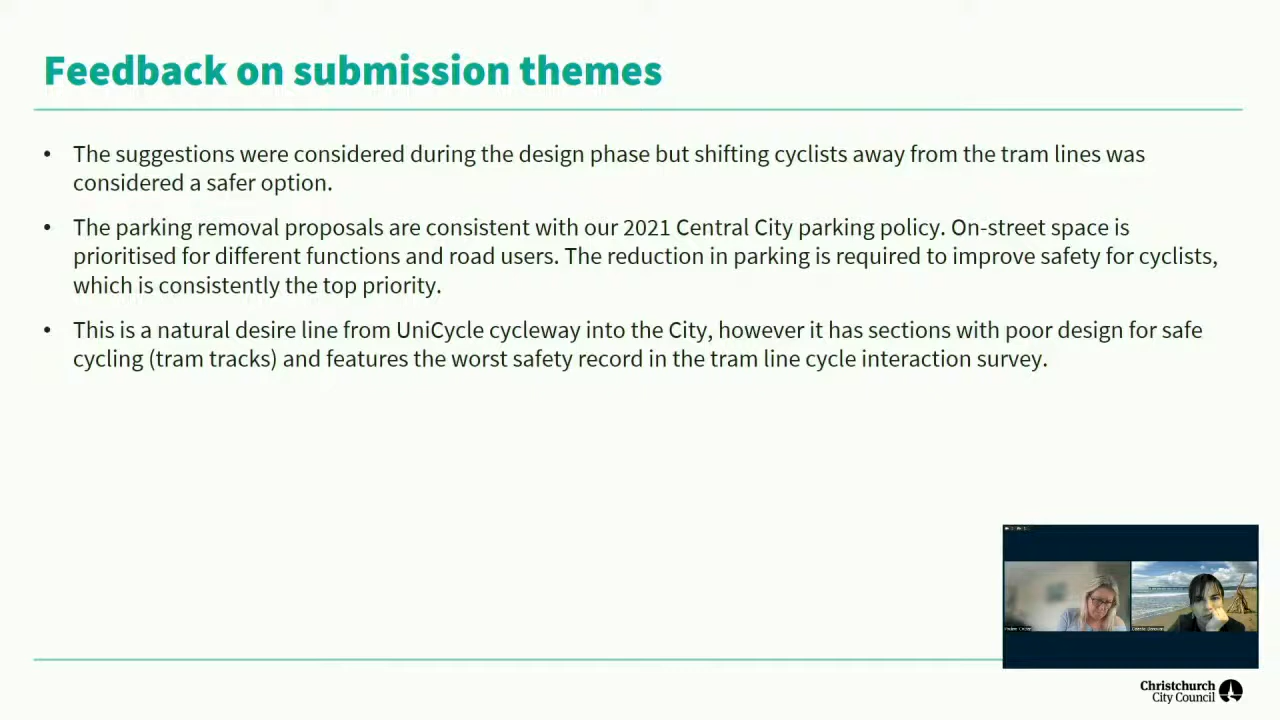 Feedback on submission themes
• The suggestions were considered during the design phase but shifting cyclists away from the tram lines was
considered a safer option.
• The parking removal proposals are consistent with our 2021 Central City parking policy. On-street space is
prioritised for different functions and road users. The reduction in parking is required to improve safety for cyclists,
which is consistently the top priority.
• This is a natural desire line from UniCycle cycleway into the City, however it has sections with poor design for safe
cycling (tram tracks) and features the worst safety record in the tram line cycle interaction survey.
Christchurch
City Council